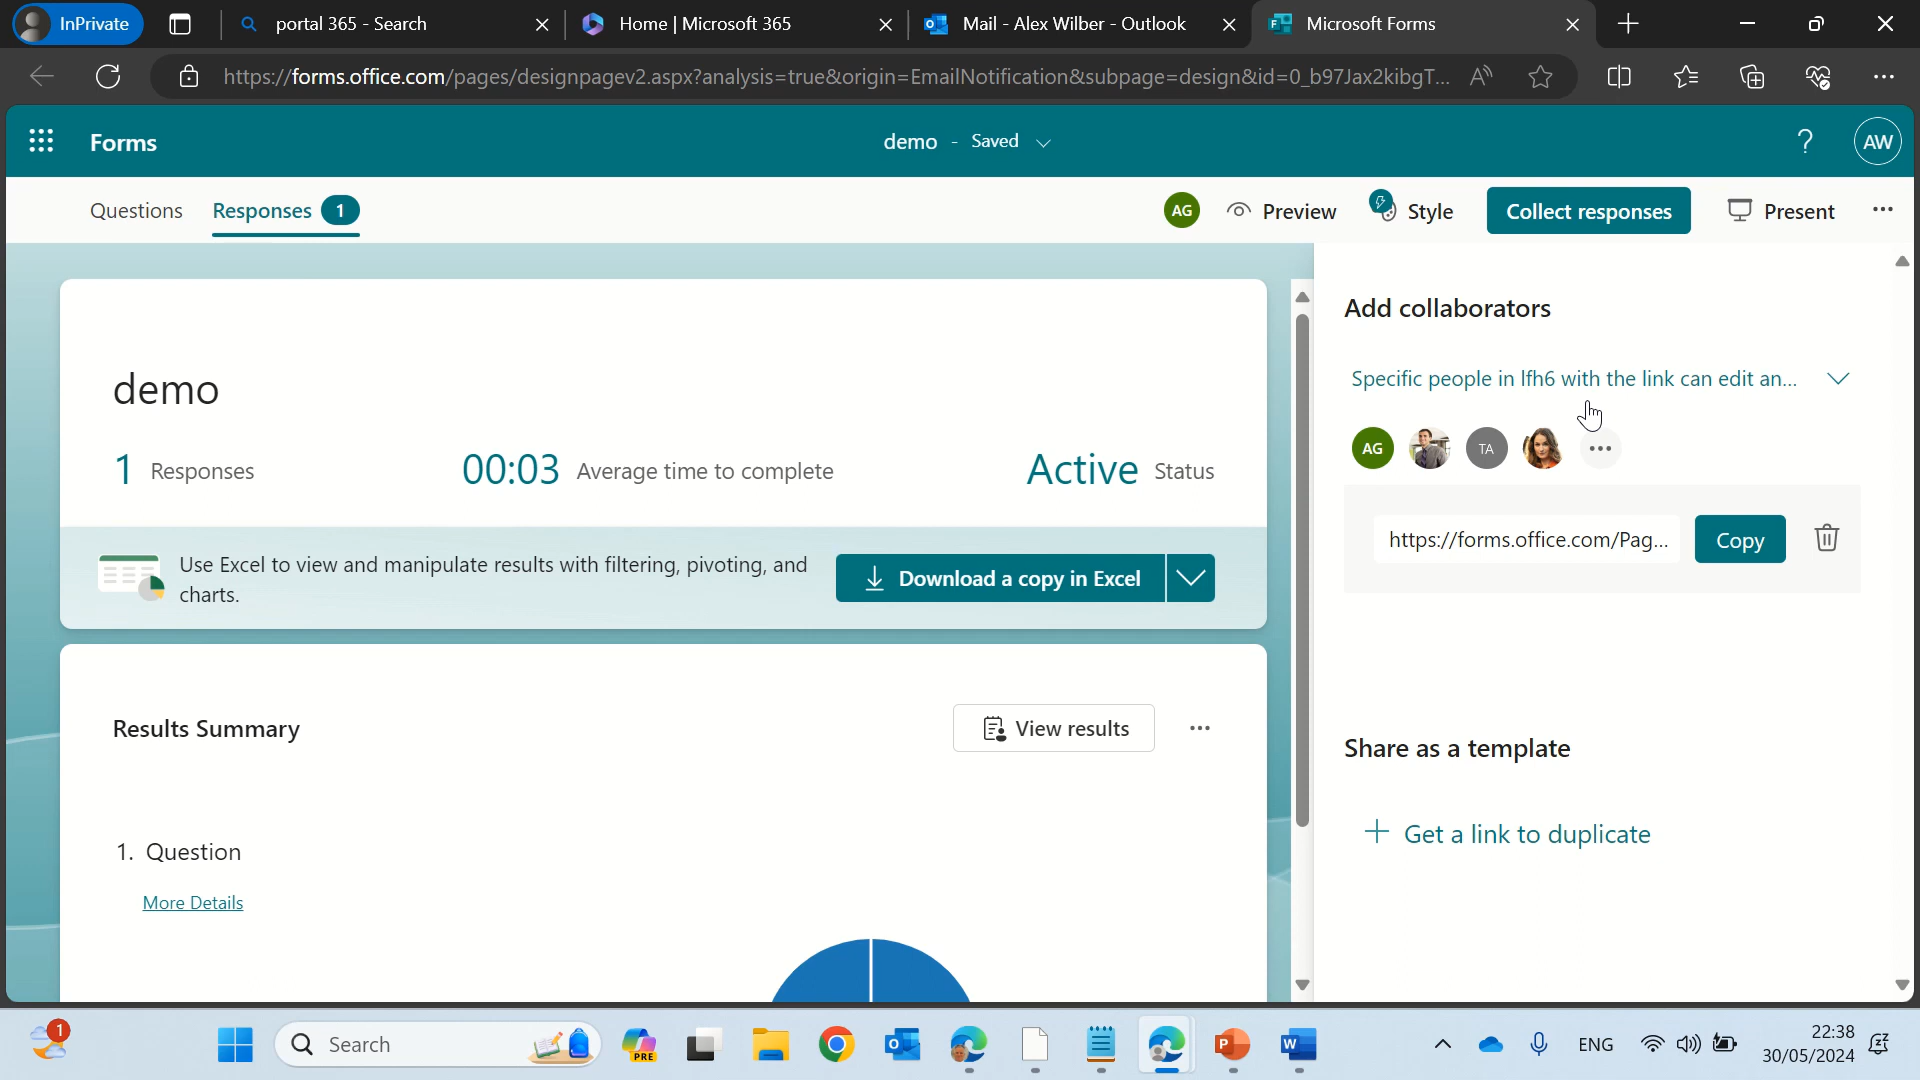 InPrivate
portal 365 - Search
Home | Microsoft 365
Mail - Alex Wilber - Outlook
Microsoft Forms
https://forms.office.com/pages/designpagev2.aspx?analysis=true&origin=EmailNotification&subpage=design&id=0_b97Jax2kibgT...
Forms
demo - Saved
?
AW
Questions
Responses 1
AG
Preview
Style
Collect responses
Present
demo
1 Responses
00:03 Average time to complete
Active Status
Use Excel to view and manipulate results with filtering, pivoting, and
charts.
Download a copy in Excel
Results Summary
View results
1. Question
More Details
Add collaborators
Specific people in lfh6 with the link can edit an...
AG
TA
https://forms.office.com/Pag...
Copy
Share as a template
Get a link to duplicate
1
Search
PRE
ENG
22:38
30/05/2024